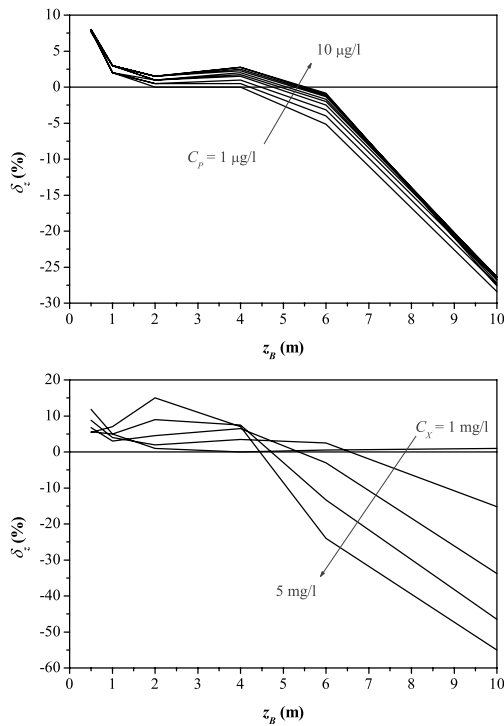 10
5
0
-5
-10
-15
-20
-25
-30
δz (%)
10 μg/l
CP = 1 μg/l
0 1 2 3 4 5 6 7 8 9 10
zB (m)
20
10
0
-10
-20
-30
-40
-50
-60
δz (%)
CX = 1 mg/l
5 mg/l
0 1 2 3 4 5 6 7 8 9 10
zB (m)